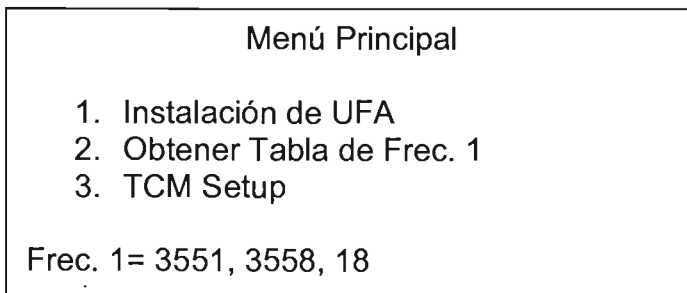 Menú Principal
1. Instalación de UFA
2. Obtener Tabla de Frec. 1
3. TCM Setup
Frec. 1= 3551, 3558, 18